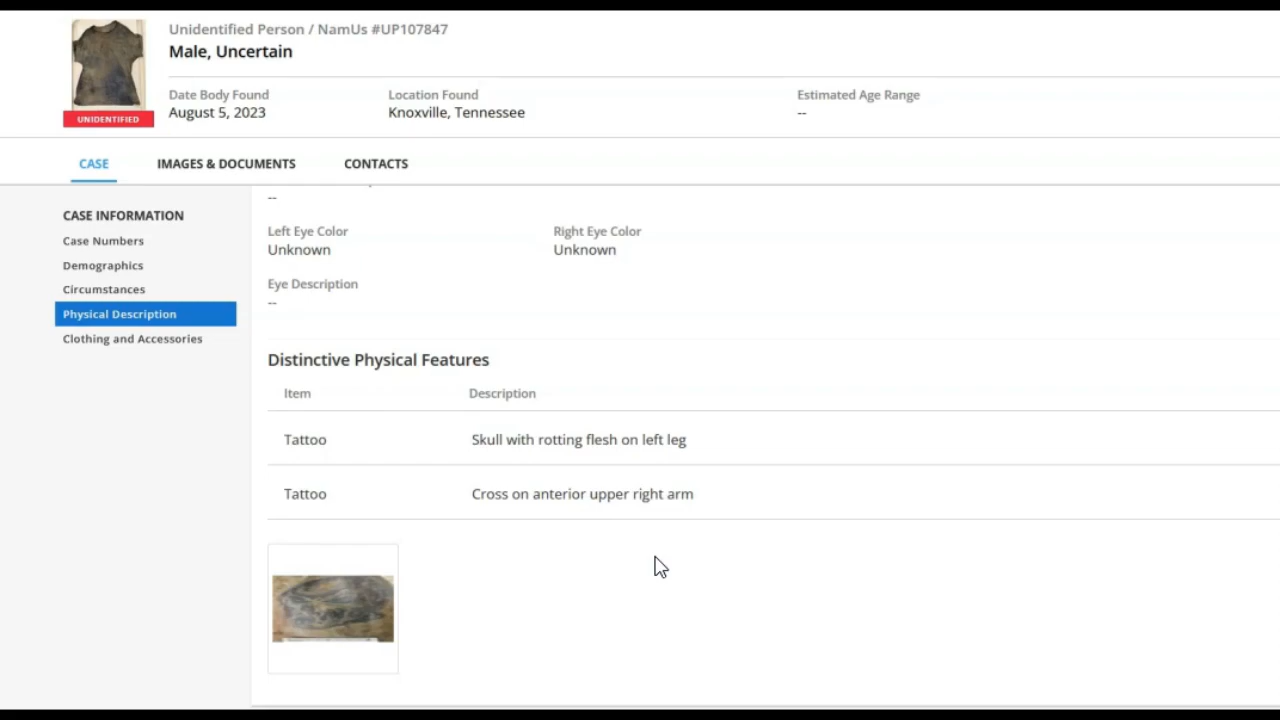 Unidentified Person / NamUs #UP107847
Male, Uncertain
UNIDENTIFIED
Date Body Found
August 5, 2023
Location Found
Knoxville, Tennessee
Estimated Age Range
--
CASE
IMAGES & DOCUMENTS
CONTACTS
CASE INFORMATION
Case Numbers
Demographics
Circumstances
Physical Description
Clothing and Accessories
--
Left Eye Color
Unknown
Right Eye Color
Unknown
Eye Description
--
Distinctive Physical Features
Item Description
Tattoo Skull with rotting flesh on left leg
Tattoo Cross on anterior upper right arm